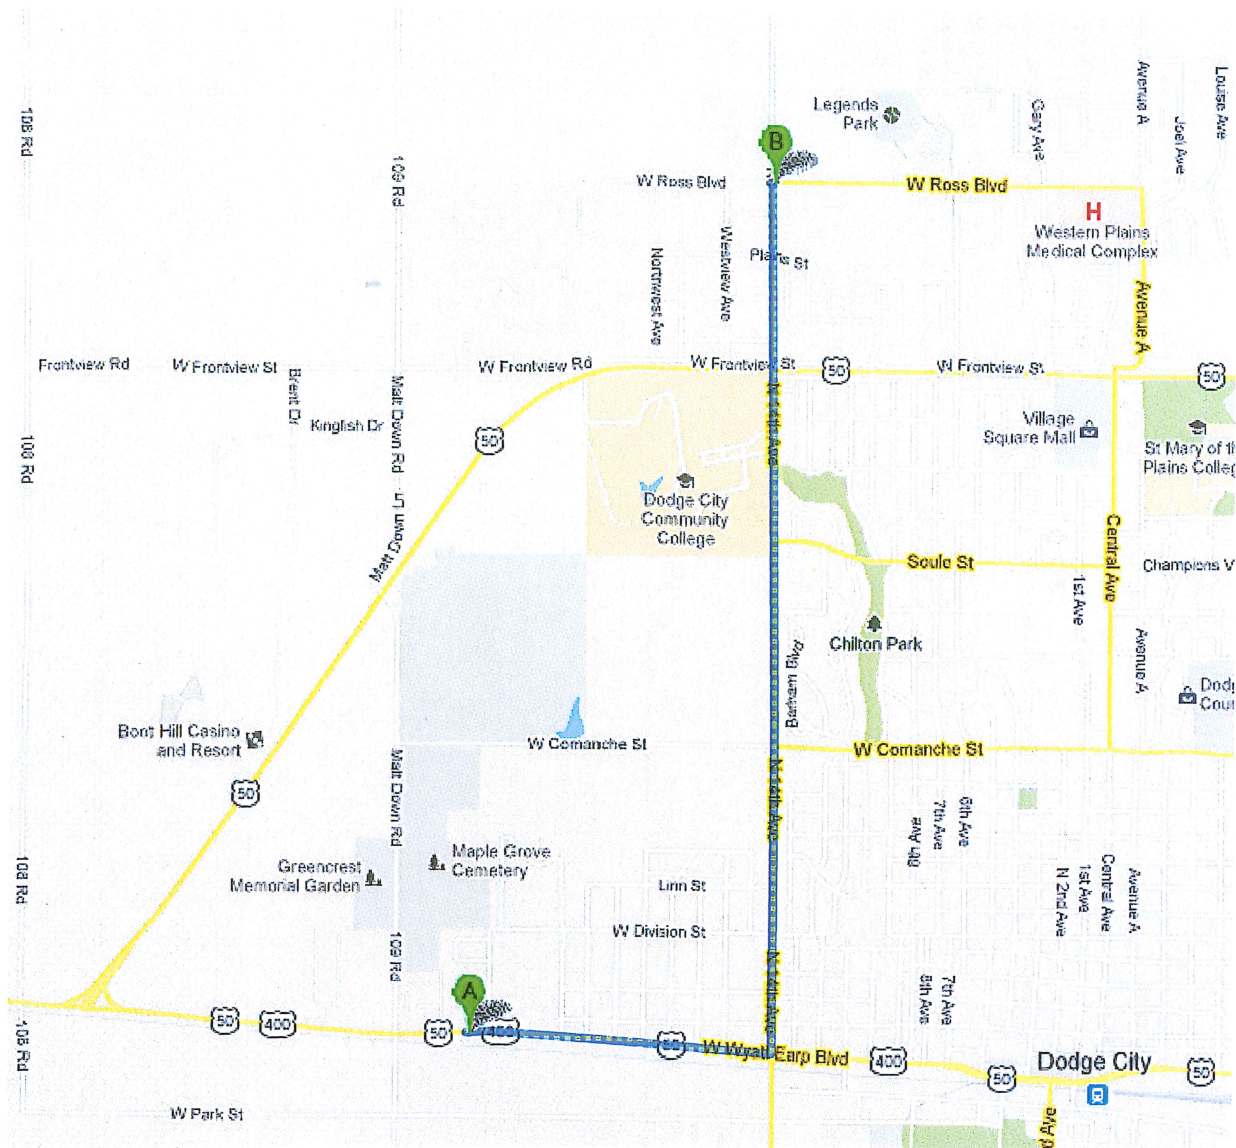 Legends
Park
Gary Ave
Avenue A
Joel Ave
Louise Ave
108 Rd
109 Rd
B
W Ross Blvd
W Ross Blvd
H
Western Plains
Medical Complex
Westview Ave
Northwest Ave
Plains St
Avenue A
Frontview Rd
W Frontview St
W Frontview Rd
W Frontview St
50
W Frontview St
50
Brent Dr
Kinglish Dr
Matt Down Rd
50
N 14th Ave
Village
Square Mall
St Mary of th
Plains Colleg
108 Rd
Dodge City
Community
College
Matt Down
Soule St
Central Ave
Champions V
1st Ave
Chilton Park
Barham Blvd
Avenue A
Dodg
Cour
Boot Hill Casino
and Resort
W Comanche St
W Comanche St
50
Matt Down Rd
N 14th Ave
6th Ave
7th Ave
8th Ave
Greencrest
Memorial Garden
Maple Grove
Cemetery
Linn St
108 Rd
Avenue A
Central Ave
1st Ave
N 2nd Ave
W Division St
109 Rd
N 14th Ave
7th Ave
8th Ave
A
50
400
50
400
50
W Wyatt Earp Blvd
400
Dodge City
50
50
108 Rd
W Park St
d Ave